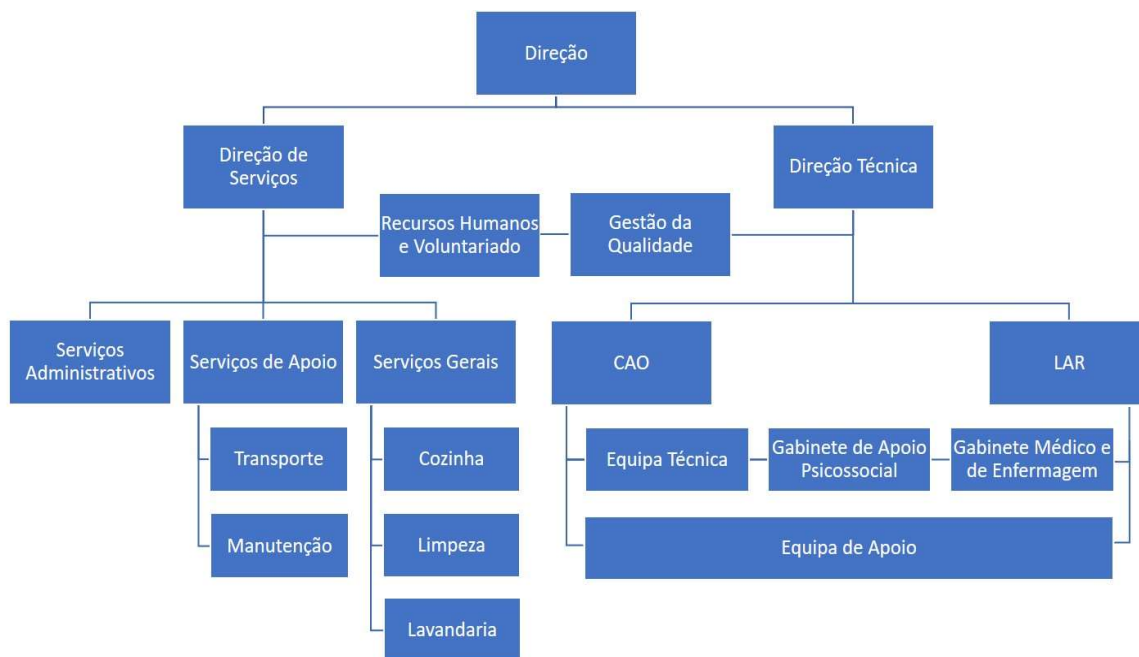 Direção
Direção de
Serviços
Direção Técnica
Recursos Humanos
e Voluntariado
Gestão da
Qualidade
Serviços
Administrativos
Serviços de Apoio
Serviços Gerais
CAO
LAR
Transporte
Cozinha
Equipa Técnica
Gabinete de Apoio
Psicossocial
Gabinete Médico e
de Enfermagem
Manutenção
Limpeza
Equipa de Apoio
Lavandaria